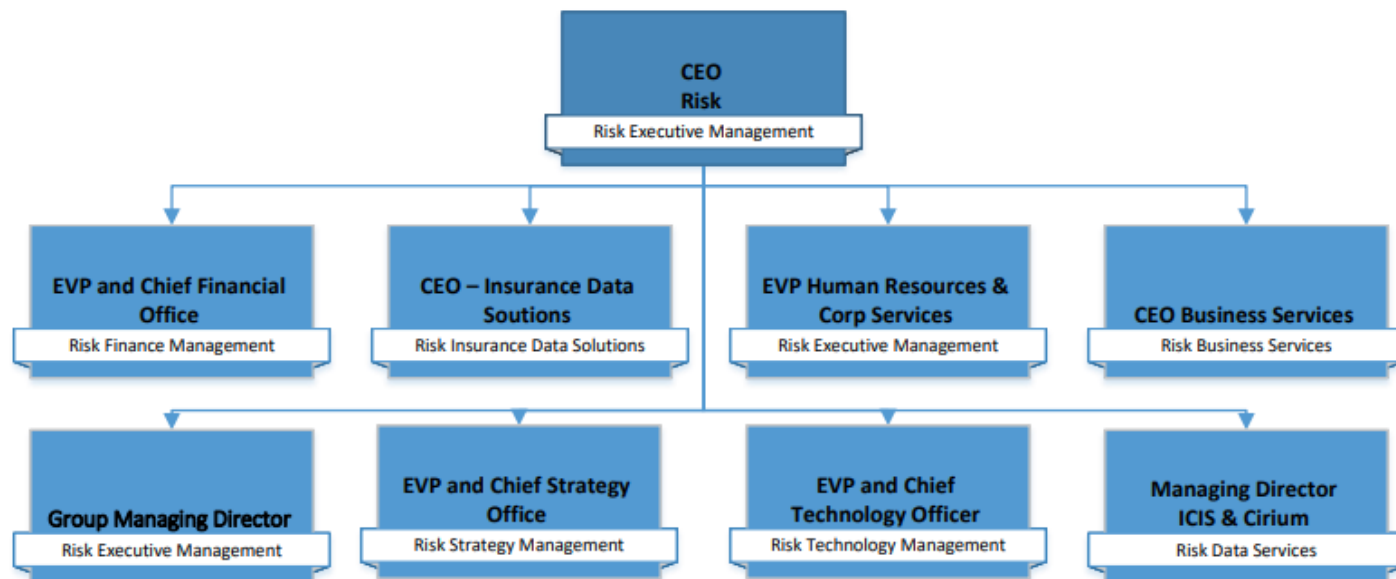 CEO
Risk
Risk Executive Management
EVP and Chief Financial
Office
Risk Finance Management
CEO – Insurance Data
Soutions
Risk Insurance Data Solutions
EVP Human Resources &
Corp Services
Risk Executive Management
CEO Business Services
Risk Business Services
Group Managing Director
Risk Executive Management
EVP and Chief Strategy
Office
Risk Strategy Management
EVP and Chief
Technology Officer
Risk Technology Management
Managing Director
ICIS & Cirium
Risk Data Services